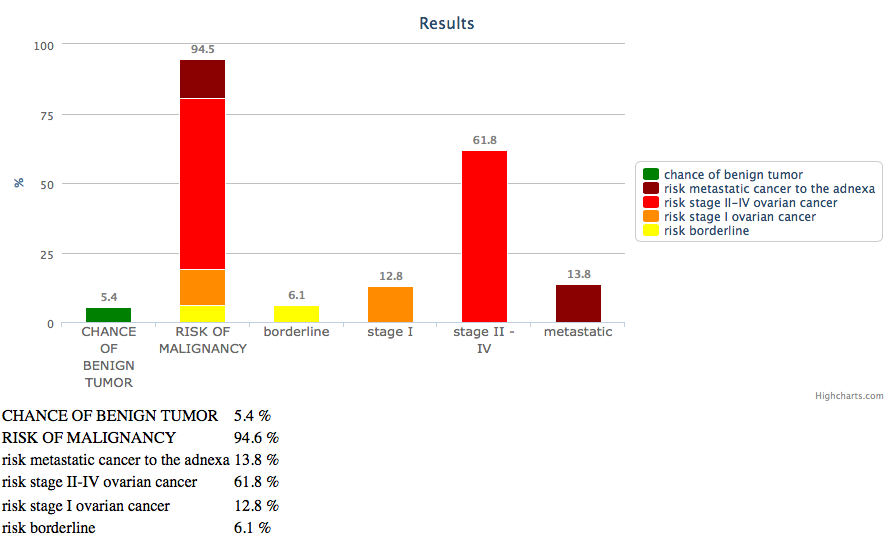 Results
%
100
75
50
25
0
5.4
94.5
6.1
12.8
61.8
13.8
CHANCE
OF
BENIGN
TUMOR
RISK OF
MALIGNANCY
borderline
stage I
stage II -
IV
metastatic
chance of benign tumor
risk metastatic cancer to the adnexa
risk stage II-IV ovarian cancer
risk stage I ovarian cancer
risk borderline
Highcharts.com
CHANCE OF BENIGN TUMOR 5.4 %
RISK OF MALIGNANCY 94.6 %
risk metastatic cancer to the adnexa 13.8 %
risk stage II-IV ovarian cancer 61.8 %
risk stage I ovarian cancer 12.8 %
risk borderline 6.1 %